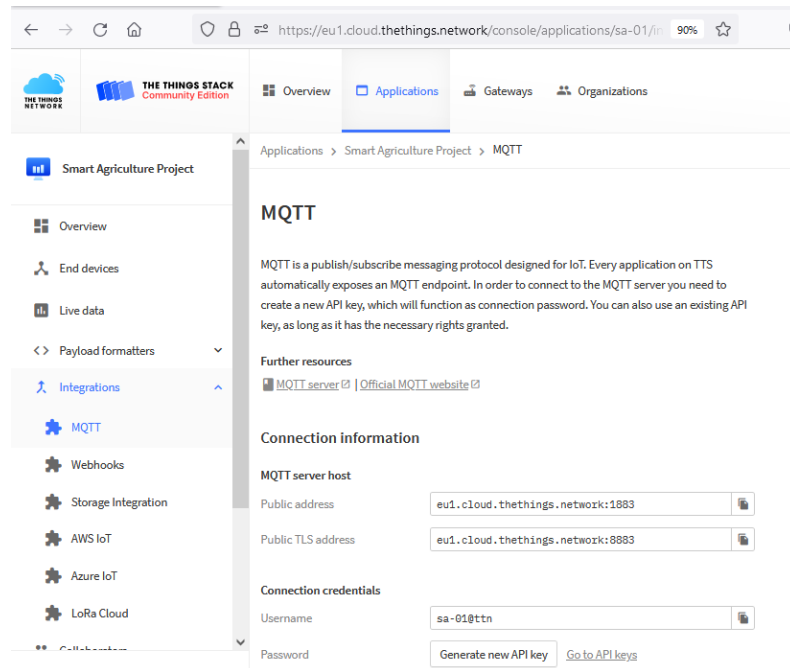 https://eu1.cloud.thethings.network/console/applications/sa-01/in 90%
THE THINGS NETWORK
THE THINGS STACK
Community Edition
Overview
Applications
Gateways
Organizations
Smart Agriculture Project
Overview
End devices
Live data
Payload formatters
Integrations
MQTT
Webhooks
Storage Integration
AWS IoT
Azure IoT
LoRa Cloud
Collaborators
Applications > Smart Agriculture Project > MQTT
MQTT
MQTT is a publish/subscribe messaging protocol designed for IoT. Every application on TTS
automatically exposes an MQTT endpoint. In order to connect to the MQTT server you need to
create a new API key, which will function as connection password. You can also use an existing API
key, as long as it has the necessary rights granted.
Further resources
MQTT server | Official MQTT website
Connection information
MQTT server host
Public address eu1.cloud.thethings.network:1883
Public TLS address eu1.cloud.thethings.network:8883
Connection credentials
Username sa-01@ttn
Password Generate new API key Go to API keys